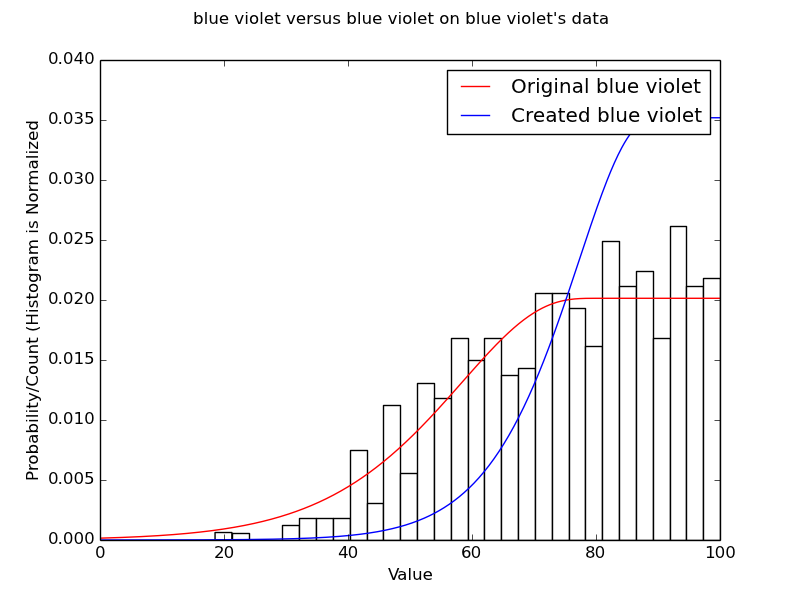 blue violet versus blue violet on blue violet's data
0.040
0.035
0.030
0.025
0.020
0.015
0.010
0.005
0.000
Probability/Count (Histogram is Normalized
Original blue violet
Created blue violet
0 20 40 60 80 100
Value